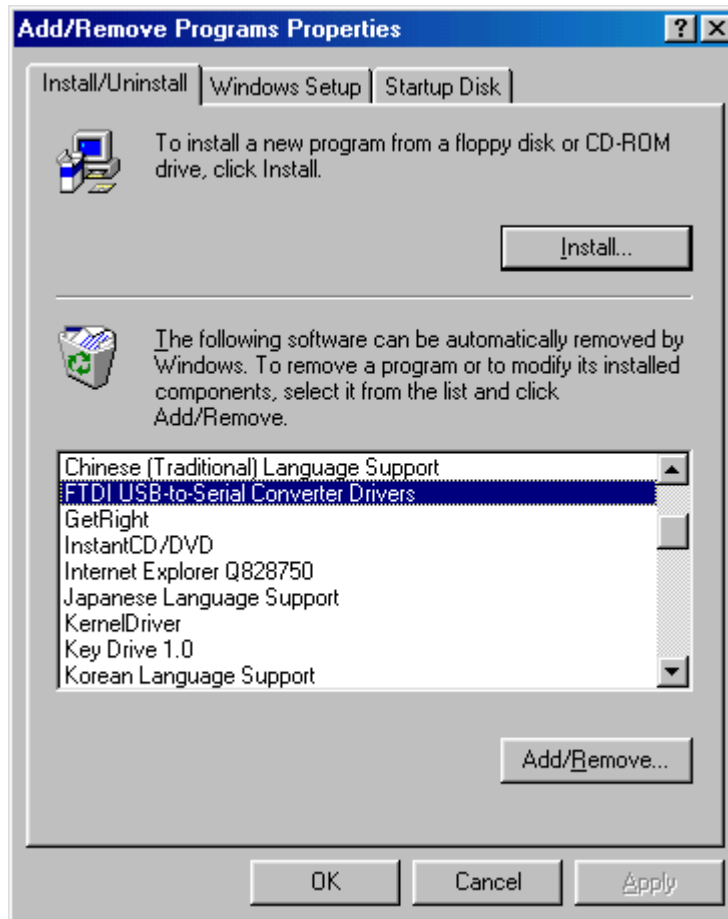 Add/Remove Programs Properties
Install/Uninstall Windows Setup Startup Disk
To install a new program from a floppy disk or CD-ROM
drive, click Install.
Install...
The following software can be automatically removed by
Windows. To remove a program or to modify its installed
components, select it from the list and click
Add/Remove.
Chinese (Traditional) Language Support
FTDI USB-to-Serial Converter Drivers
GetRight
InstantCD/DVD
Internet Explorer Q828750
Japanese Language Support
KernelDriver
Key Drive 1.0
Korean Language Support
Add/Remove...
OK Cancel Apply